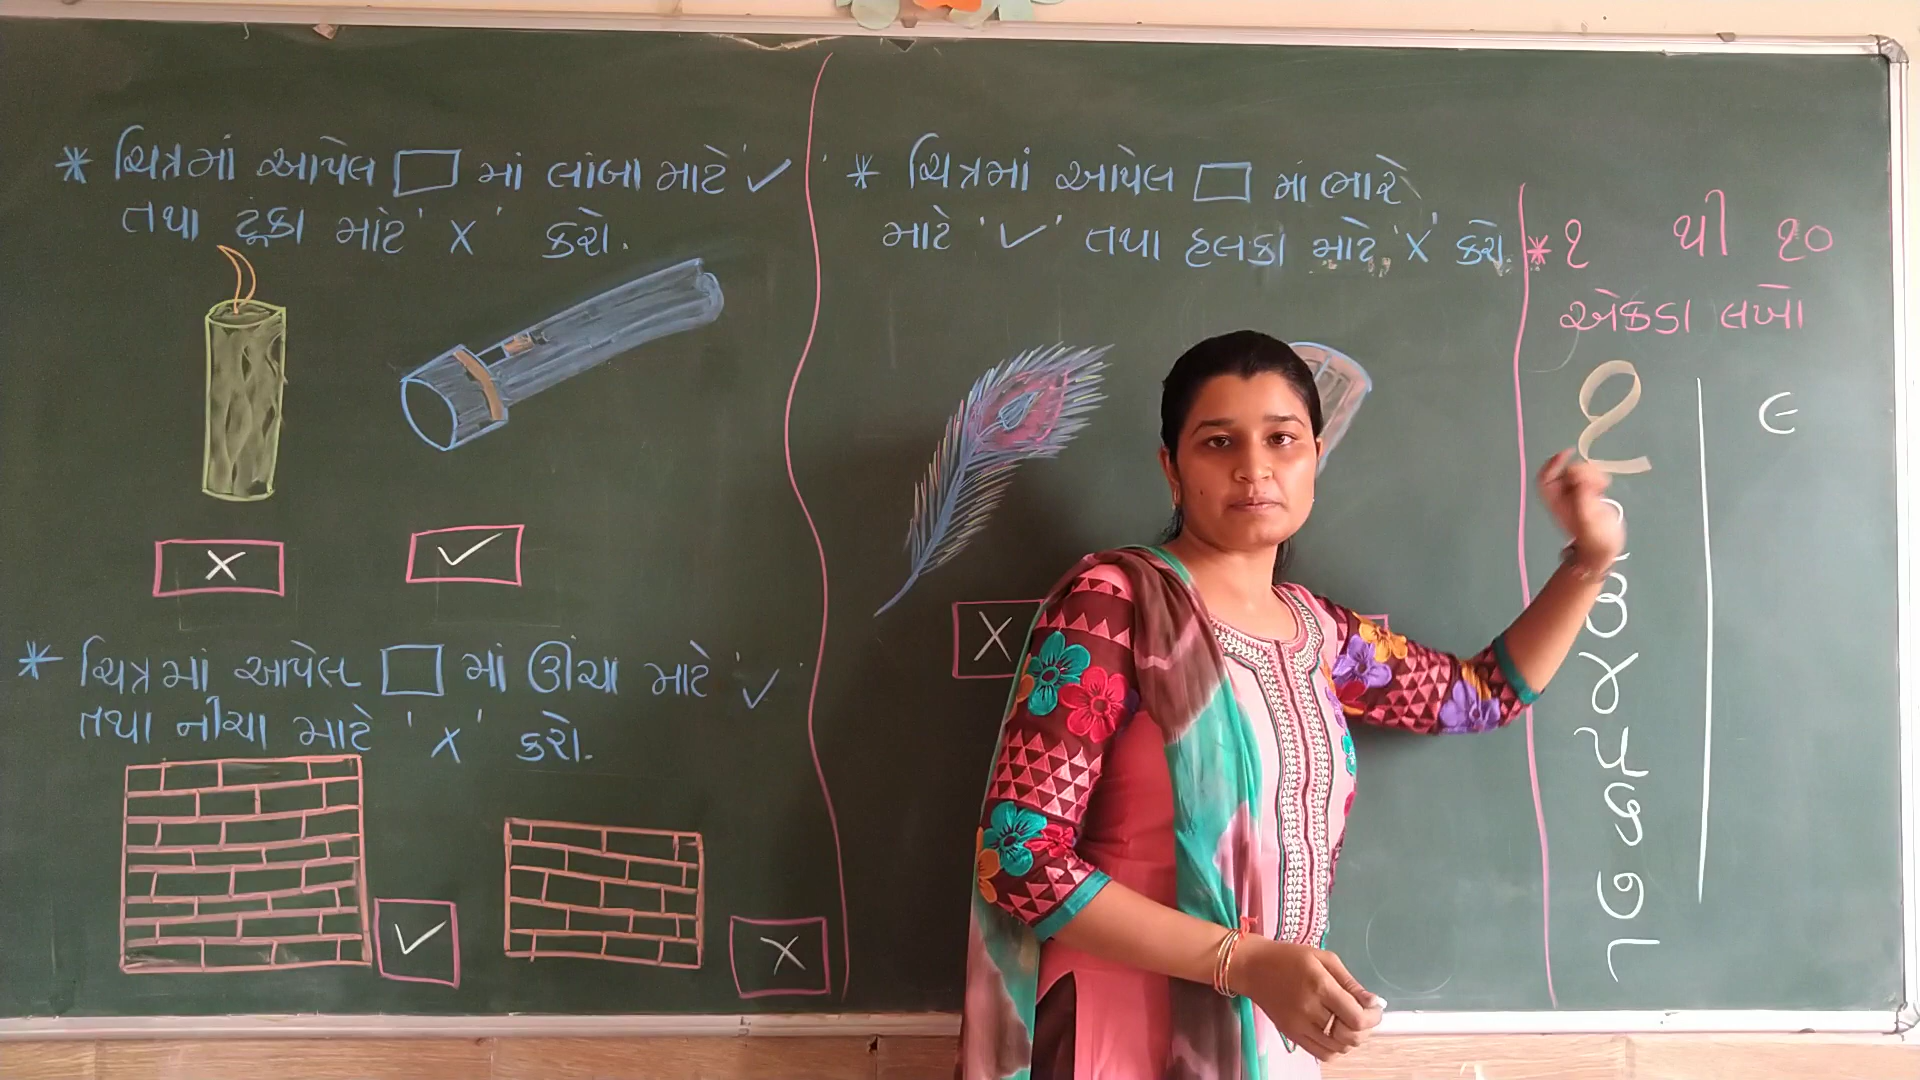 * ચિત્રમાં આપેલ □ માં લાંબા માટે '✓'
તથા ટૂંકા માટે 'X' કરો.
X
✓
* ચિત્રમાં આપેલ □ માં ઊંચા માટે '✓'
તથા નીચા માટે 'X' કરો.
✓
X
* ચિત્રમાં આપેલ □ માં ભારે
માટે '✓' તથા હલકા માટે 'X' કરો.
X
* ૧ થી ૧૦
એકડા લખો
૧
૩
૪
૫
૬
૭
૮
૯